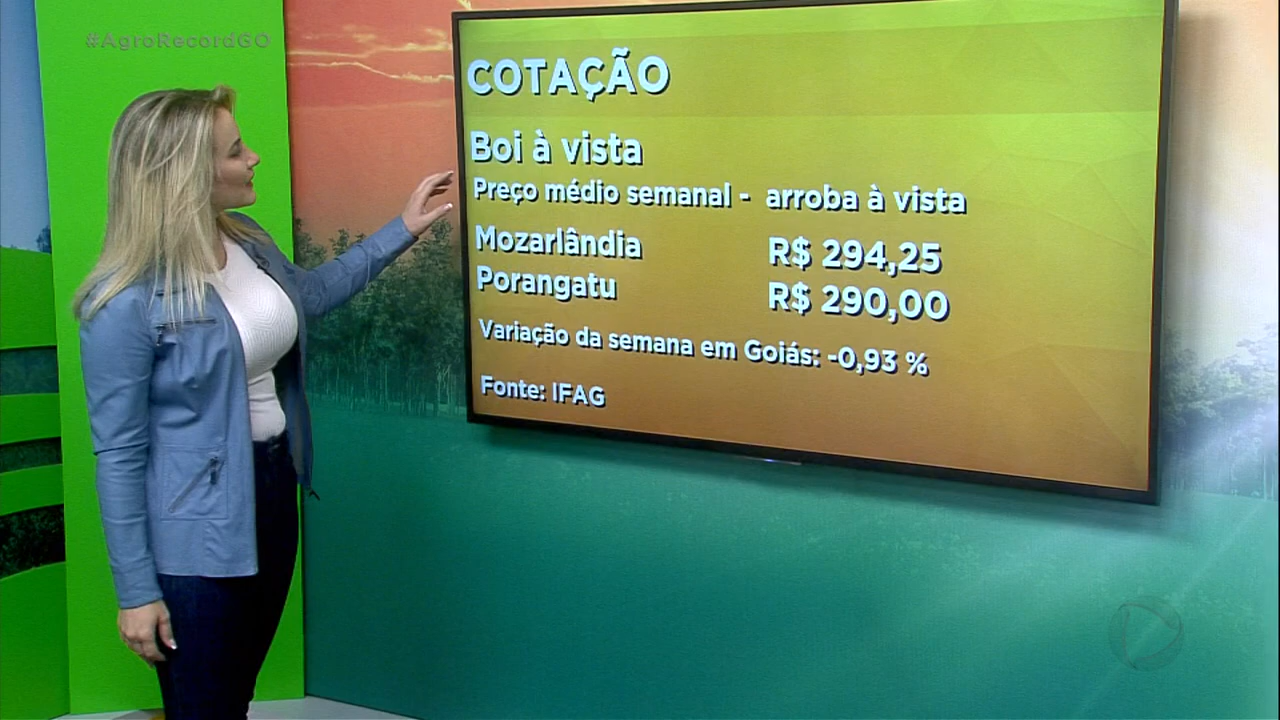 #AgroRecordGO
COTAÇÃO
Boi à vista
Preço médio semanal - arroba à vista
Mozarlândia R$ 294,25
Porangatu R$ 290,00
Variação da semana em Goiás: -0,93 %
Fonte: IFAG